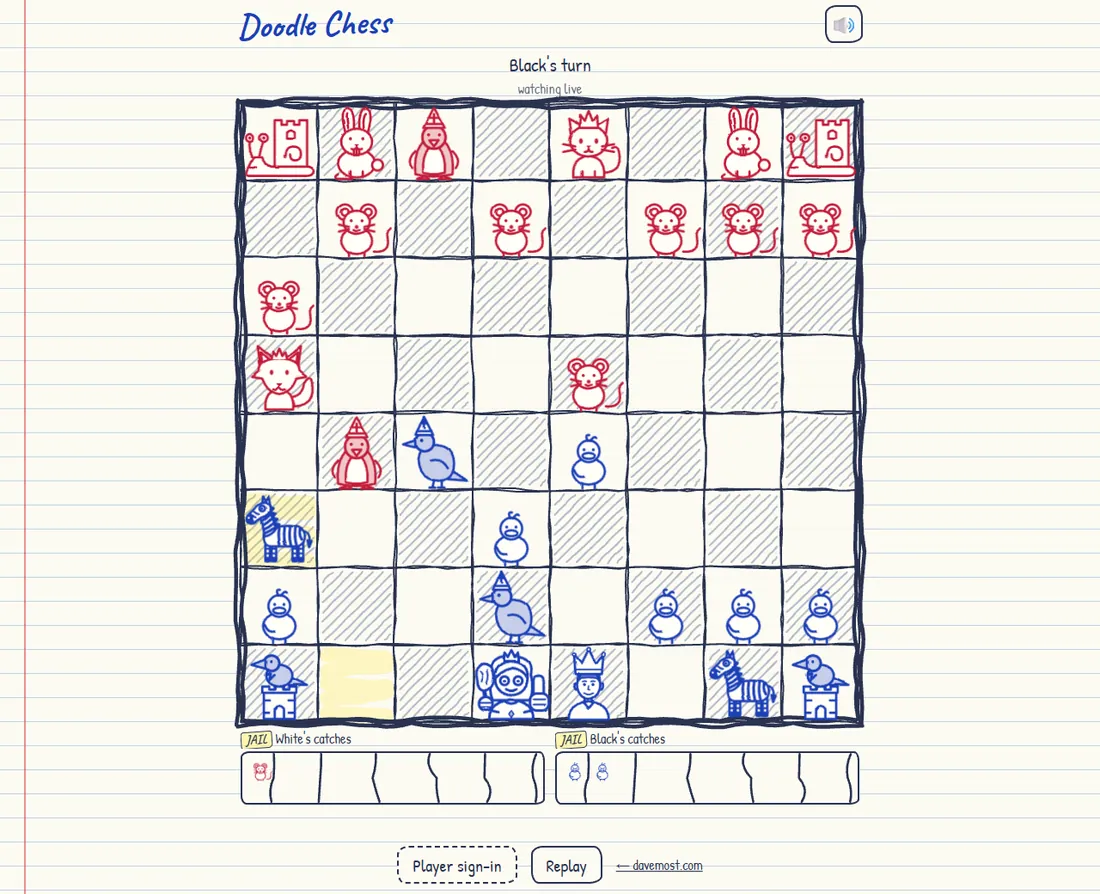 Doodle Chess
Black's turn
watching live
JAIL White's catches
JAIL Black's catches
Player sign-in
Replay
← davemost.com